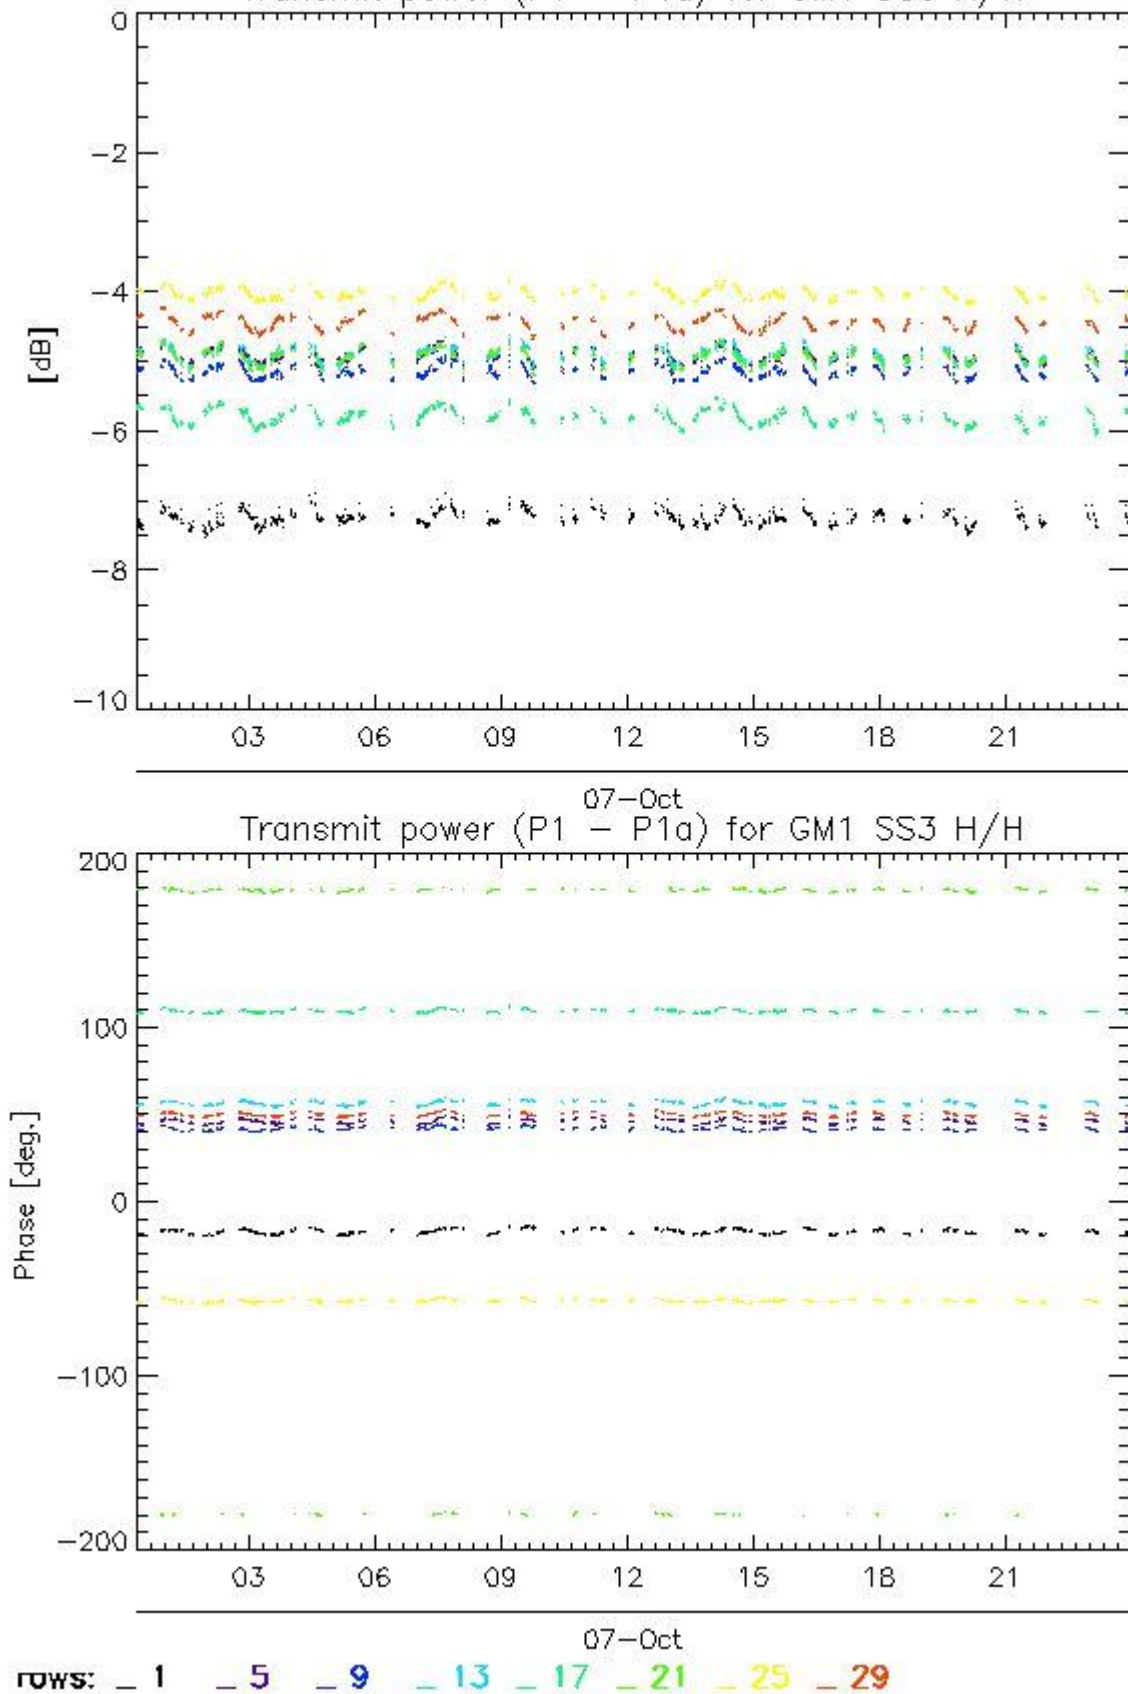 0
−2
−4
[dB]
−6
−8
−10
03 06 09 12 15 18 21
07−Oct
Transmit power (P1 − P1a) for GM1 SS3 H/H
200
100
0
Phase [deg.]
−100
−200
03 06 09 12 15 18 21
07−Oct
rows: _ 1 _ 5 _ 9 _ 13 _ 17 _ 21 _ 25 _ 29